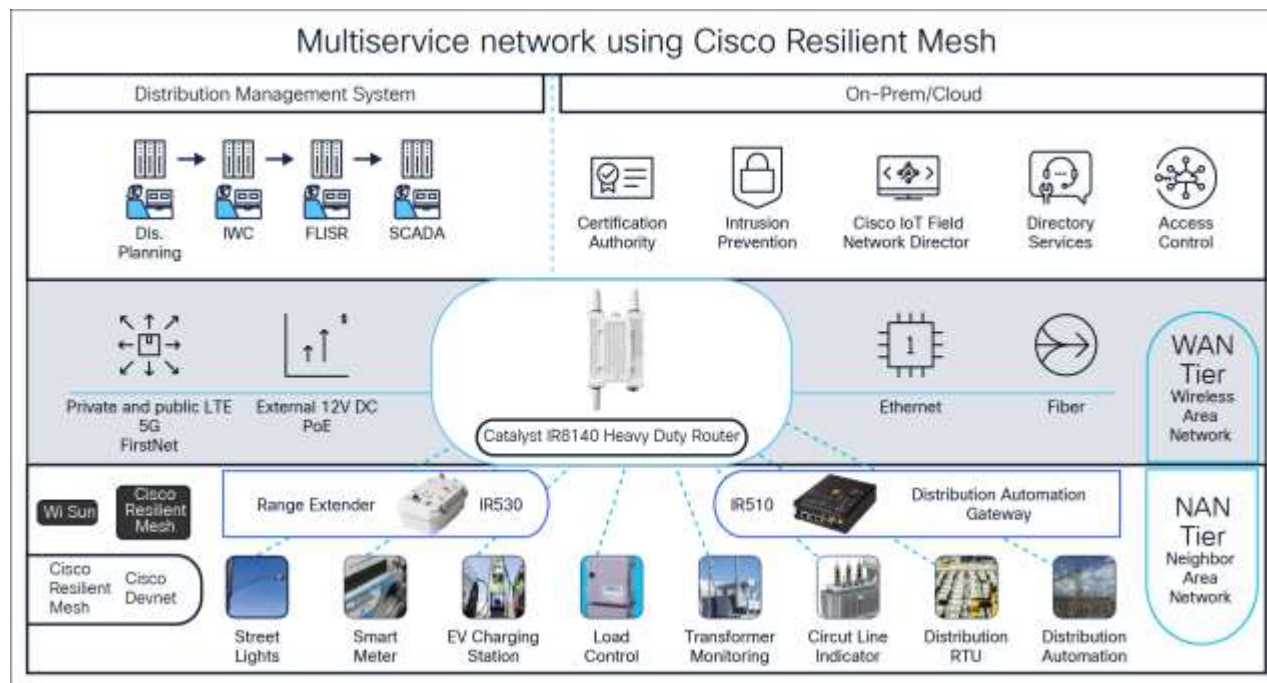 Multiservice network using Cisco Resilient Mesh
Distribution Management System
On-Prem/Cloud
Dis.
Planning
IWC
FLISR
SCADA
Certification
Authority
Intrusion
Prevention
Cisco IoT Field
Network Director
Directory
Services
Access
Control
Private and public LTE
5G
FirstNet
$
External 12V DC
PoE
Catalyst IR8140 Heavy Duty Router
1
Ethernet
Fiber
WAN
Tier
Wireless
Area
Network
Wi Sun
Cisco
Resilient
Mesh
Range Extender
IR530
IR510
Distribution Automation
Gateway
NAN
Tier
Neighbor
Area
Network
Cisco
Resilient
Mesh
Cisco
Devnet
Street
Lights
Smart
Meter
EV Charging
Station
Load
Control
Transformer
Monitoring
Circut Line
Indicator
Distribution
RTU
Distribution
Automation